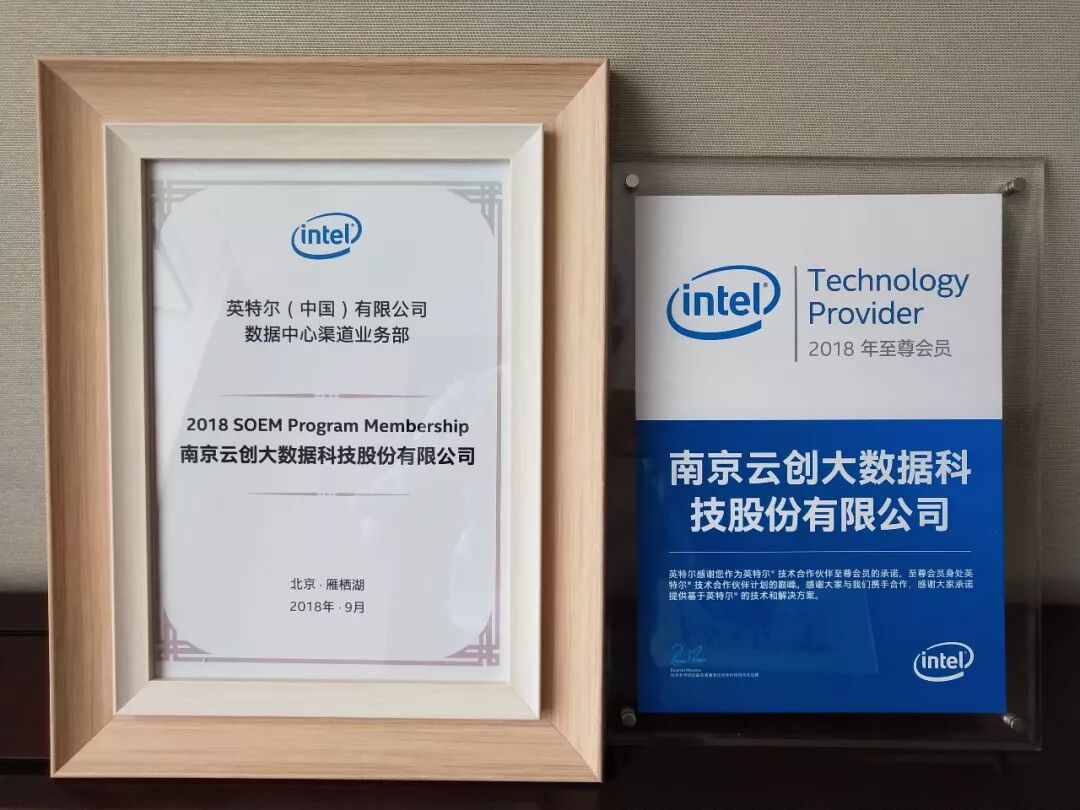 intel
英特尔（中国）有限公司
数据中心渠道业务部
2018 SOEM Program Membership
南京云创大数据科技股份有限公司
北京·雁栖湖
2018年·9月
intel
Technology
Provider
2018 年至尊会员
南京云创大数据科
技股份有限公司
英特尔感谢您作为英特尔® 技术合作伙伴至尊会员的承诺。至尊会员身处英
特尔® 技术合作伙伴计划的巅峰。感谢大家与我们携手合作，感谢大家承诺
提供基于英特尔® 的技术和解决方案。
intel